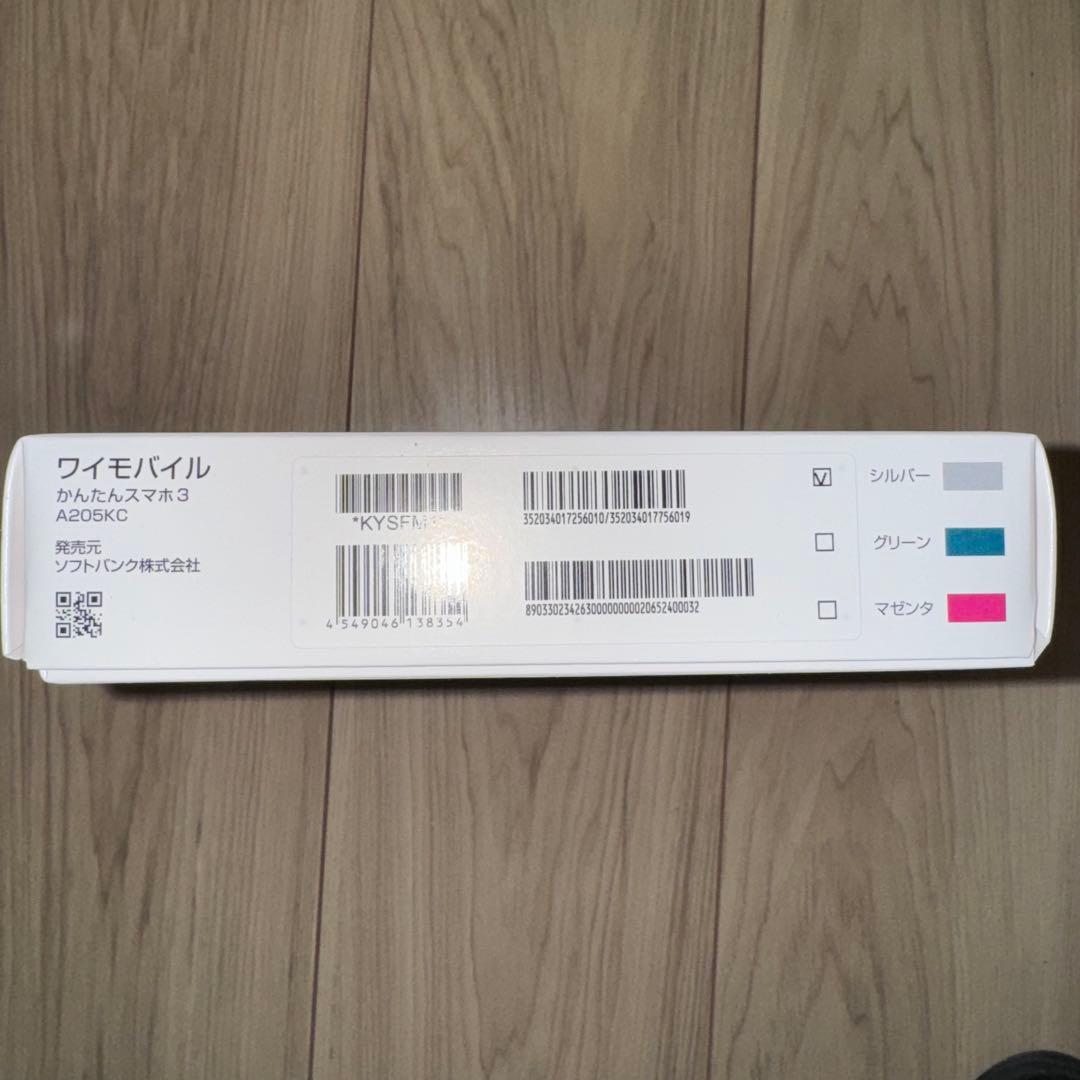 ワイモバイル
かんたんスマホ3
A205KC
発売元
ソフトバンク株式会社
4 549046 138354
352034017256010/352034017756019
89033023426300000000020652400032
シルバー
グリーン
マゼンタ